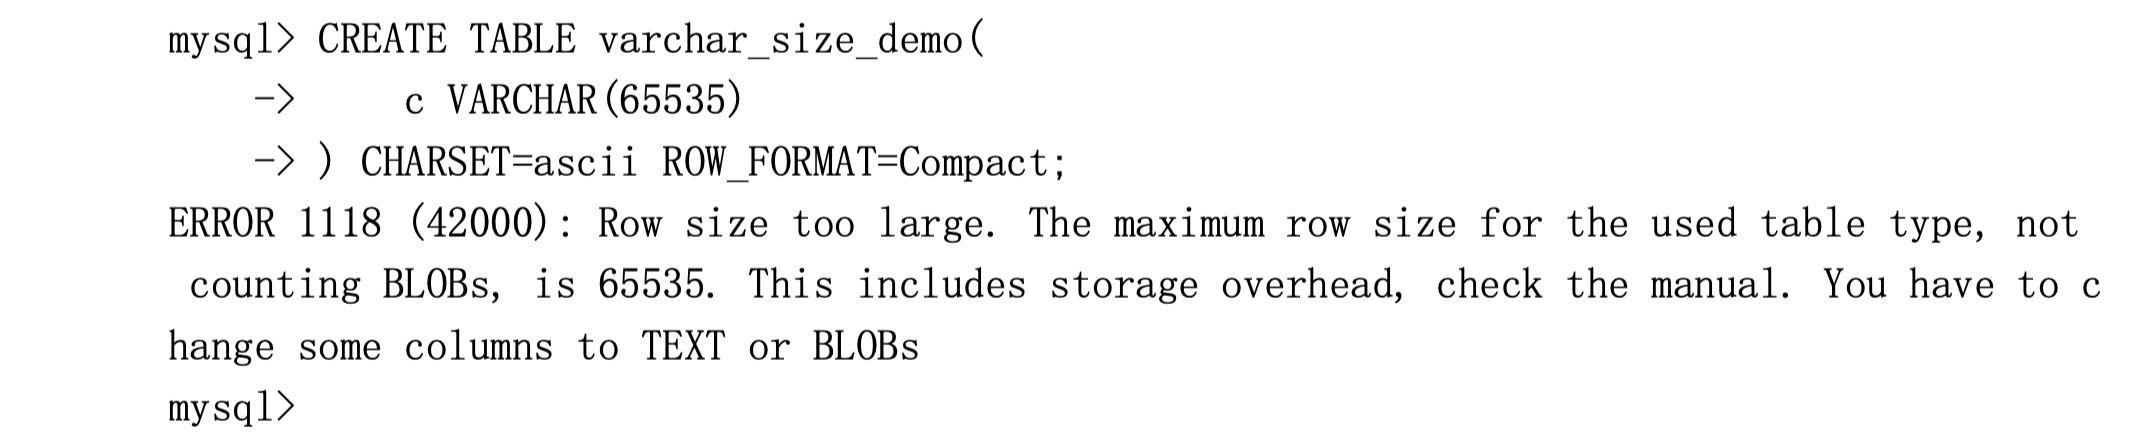 mysql> CREATE TABLE varchar_size_demo(
    ->     c VARCHAR(65535)
    -> ) CHARSET=ascii ROW_FORMAT=Compact;
ERROR 1118 (42000): Row size too large. The maximum row size for the used table type, not
 counting BLOBs, is 65535. This includes storage overhead, check the manual. You have to c
hange some columns to TEXT or BLOBs
mysql>